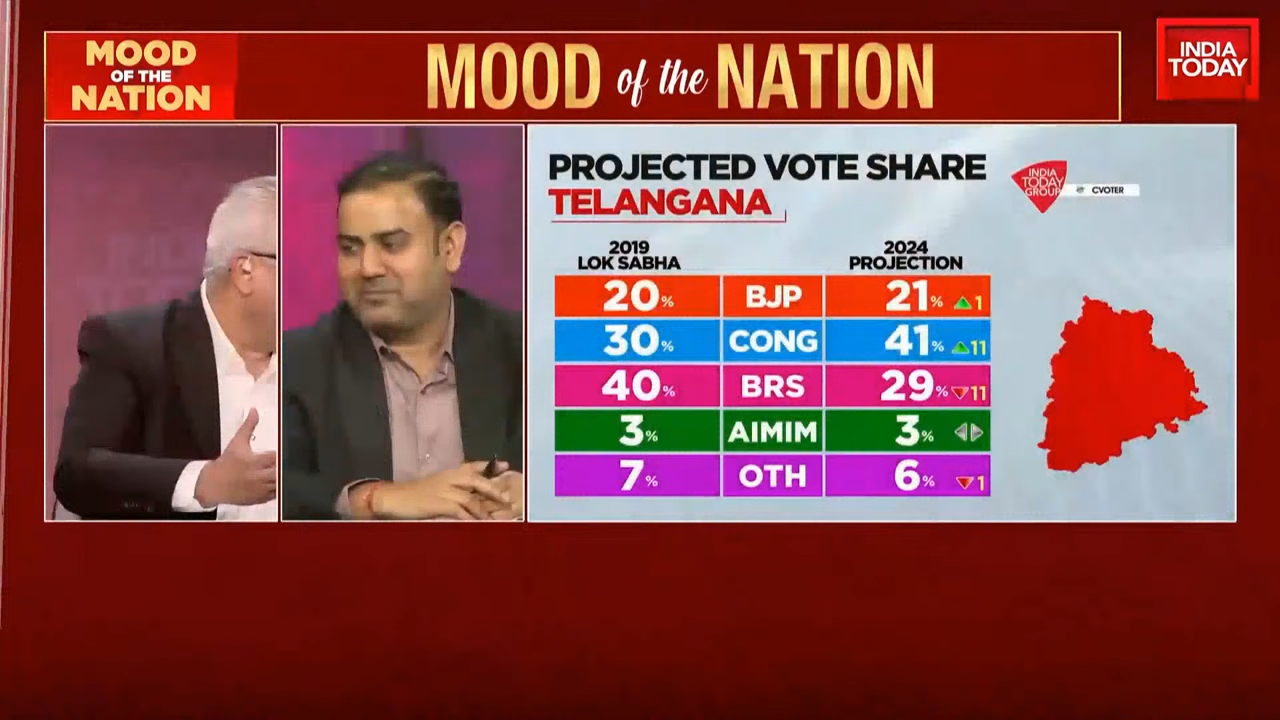 MOOD
OF THE
NATION
MOOD of the NATION
INDIA
TODAY
PROJECTED VOTE SHARE
TELANGANA
INDIA
TODAY
GROUP
CVOTER
2019
LOK SABHA
2024
PROJECTION
20% BJP 21% 1
30% CONG 41% 11
40% BRS 29% 11
3% AIMIM 3%
7% OTH 6% 1